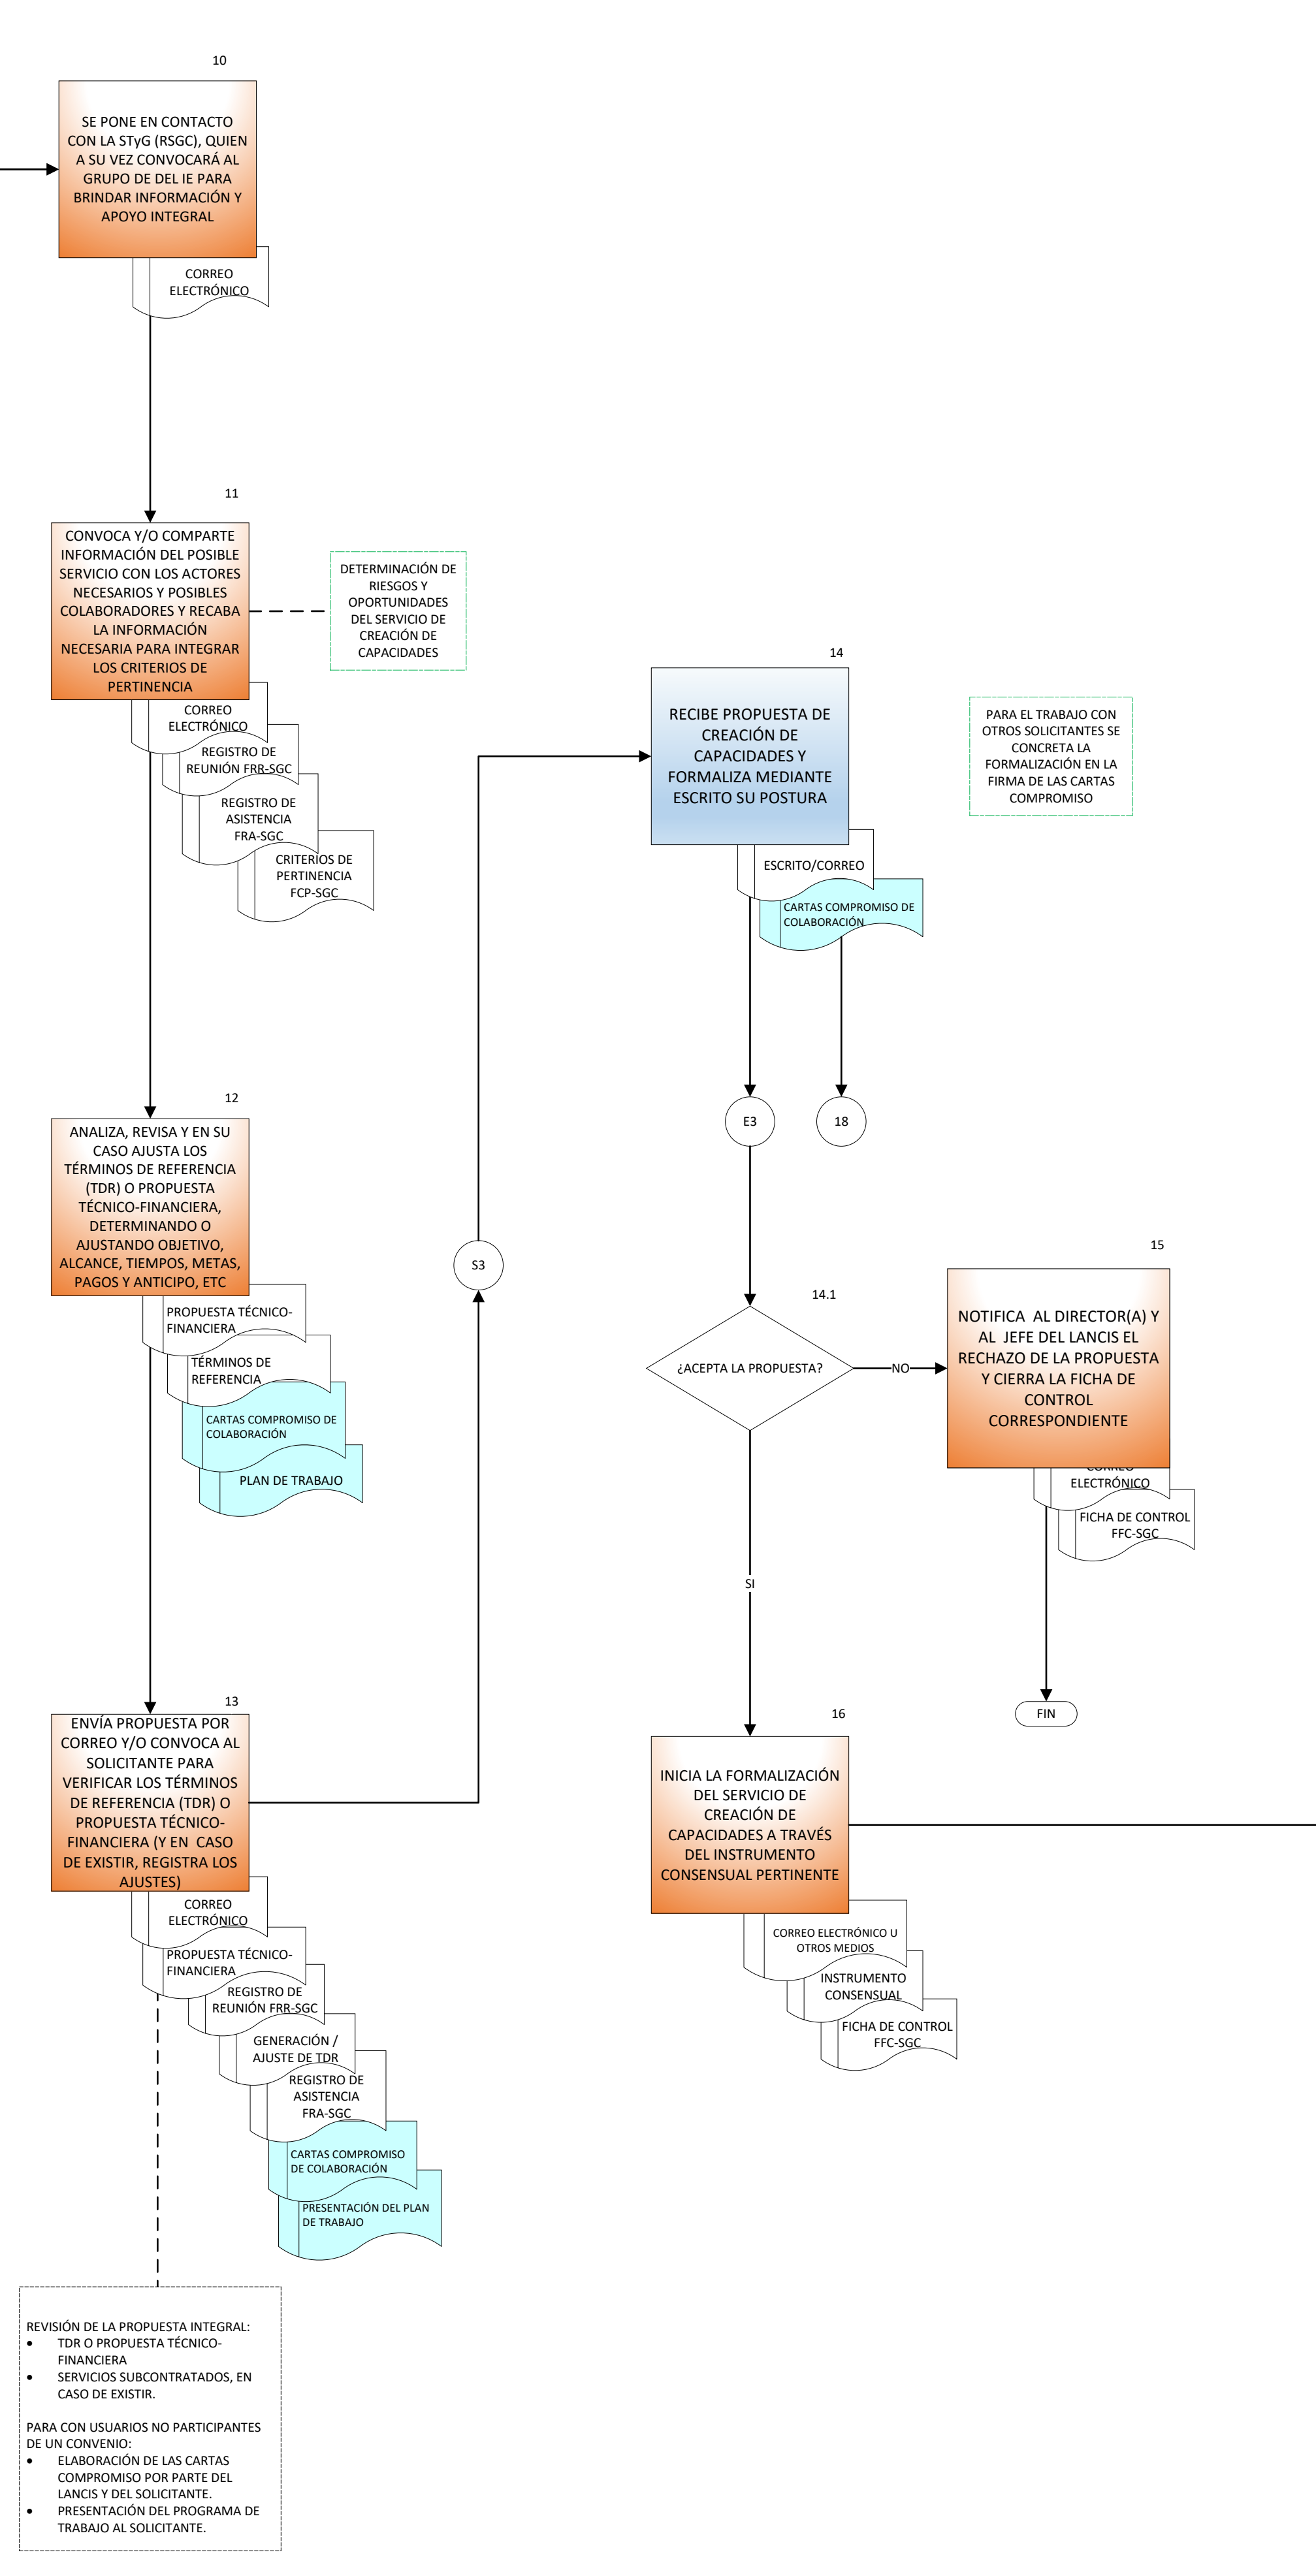 10
SE PONE EN CONTACTO
CON LA STyG (RSGC), QUIEN
A SU VEZ CONVOCARÁ AL
GRUPO DE DEL IE PARA
BRINDAR INFORMACIÓN Y
APOYO INTEGRAL
CORREO
ELECTRÓNICO
11
CONVOCA Y/O COMPARTE
INFORMACIÓN DEL POSIBLE
SERVICIO CON LOS ACTORES
NECESARIOS Y POSIBLES
COLABORADORES Y RECABA
LA INFORMACIÓN
NECESARIA PARA INTEGRAR
LOS CRITERIOS DE
PERTINENCIA
DETERMINACIÓN DE
RIESGOS Y
OPORTUNIDADES
DEL SERVICIO DE
CREACIÓN DE
CAPACIDADES
CORREO
ELECTRÓNICO
REGISTRO DE
REUNIÓN FRR-SGC
REGISTRO DE
ASISTENCIA
FRA-SGC
CRITERIOS DE
PERTINENCIA
FCP-SGC
12
ANALIZA, REVISA Y EN SU
CASO AJUSTA LOS
TÉRMINOS DE REFERENCIA
(TDR) O PROPUESTA
TÉCNICO-FINANCIERA,
DETERMINANDO O
AJUSTANDO OBJETIVO,
ALCANCE, TIEMPOS, METAS,
PAGOS Y ANTICIPO, ETC
PROPUESTA TÉCNICO-
FINANCIERA
TÉRMINOS DE
REFERENCIA
CARTAS COMPROMISO DE
COLABORACIÓN
PLAN DE TRABAJO
13
ENVÍA PROPUESTA POR
CORREO Y/O CONVOCA AL
SOLICITANTE PARA
VERIFICAR LOS TÉRMINOS
DE REFERENCIA (TDR) O
PROPUESTA TÉCNICO-
FINANCIERA (Y EN CASO
DE EXISTIR, REGISTRA LOS
AJUSTES)
CORREO
ELECTRÓNICO
PROPUESTA TÉCNICO-
FINANCIERA
REGISTRO DE
REUNIÓN FRR-SGC
GENERACIÓN /
AJUSTE DE TDR
REGISTRO DE
ASISTENCIA
FRA-SGC
CARTAS COMPROMISO
DE COLABORACIÓN
PRESENTACIÓN DEL PLAN
DE TRABAJO
REVISIÓN DE LA PROPUESTA INTEGRAL:
• TDR O PROPUESTA TÉCNICO-
FINANCIERA
• SERVICIOS SUBCONTRATADOS, EN
CASO DE EXISTIR.
PARA CON USUARIOS NO PARTICIPANTES
DE UN CONVENIO:
• ELABORACIÓN DE LAS CARTAS
COMPROMISO POR PARTE DEL
LANCIS Y DEL SOLICITANTE.
• PRESENTACIÓN DEL PROGRAMA DE
TRABAJO AL SOLICITANTE.
S3
14
RECIBE PROPUESTA DE
CREACIÓN DE
CAPACIDADES Y
FORMALIZA MEDIANTE
ESCRITO SU POSTURA
PARA EL TRABAJO CON
OTROS SOLICITANTES SE
CONCRETA LA
FORMALIZACIÓN EN LA
FIRMA DE LAS CARTAS
COMPROMISO
ESCRITO/CORREO
CARTAS COMPROMISO DE
COLABORACIÓN
E3
18
14.1
¿ACEPTA LA PROPUESTA?
NO
SI
15
NOTIFICA AL DIRECTOR(A) Y
AL JEFE DEL LANCIS EL
RECHAZO DE LA PROPUESTA
Y CIERRA LA FICHA DE
CONTROL
CORRESPONDIENTE
CORREO
ELECTRÓNICO
FICHA DE CONTROL
FFC-SGC
FIN
16
INICIA LA FORMALIZACIÓN
DEL SERVICIO DE
CREACIÓN DE
CAPACIDADES A TRAVÉS
DEL INSTRUMENTO
CONSENSUAL PERTINENTE
CORREO ELECTRÓNICO U
OTROS MEDIOS
INSTRUMENTO
CONSENSUAL
FICHA DE CONTROL
FFC-SGC